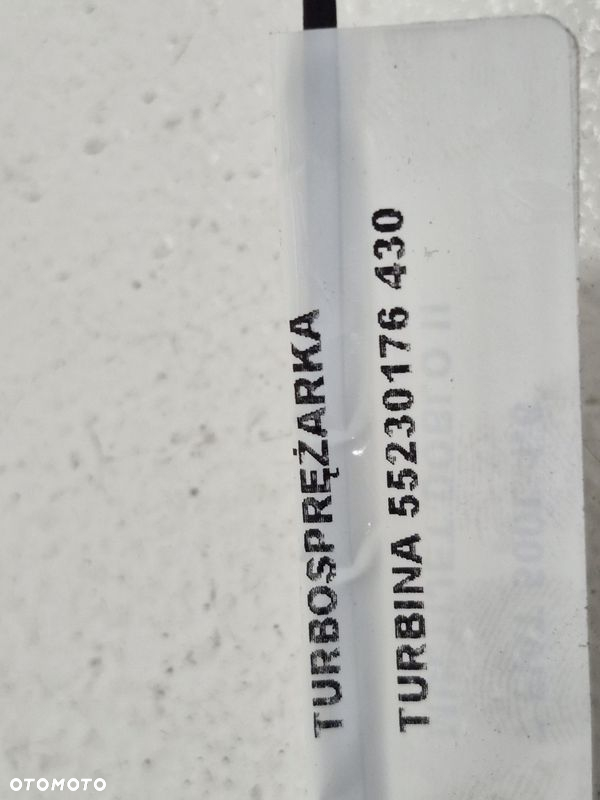 TURBOSPRĘŻARKA
TURBINA 55230176 430
OTOMOTO